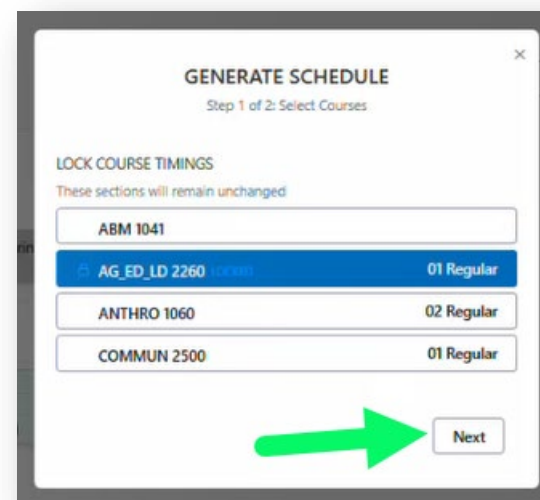 GENERATE SCHEDULE
Step 1 of 2: Select Courses
LOCK COURSE TIMINGS
These sections will remain unchanged
ABM 1041
AG_ED_LD 2260 LOCKED 01 Regular
ANTHRO 1060 02 Regular
COMMUN 2500 01 Regular
Next